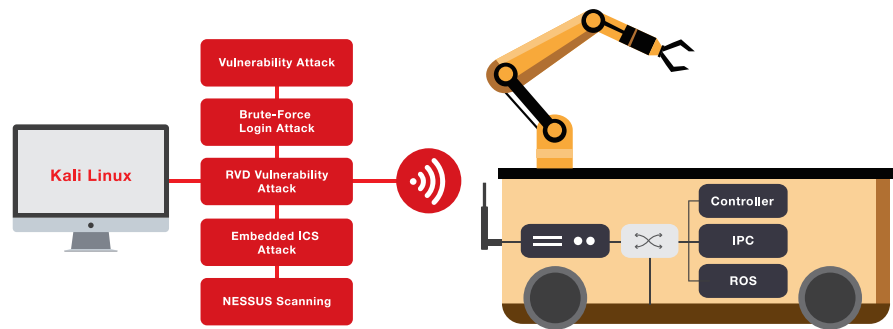 Vulnerability Attack
Brute-Force
Login Attack
Kali Linux
RVD Vulnerability
Attack
Embedded ICS
Attack
NESSUS Scanning
Controller
IPC
ROS